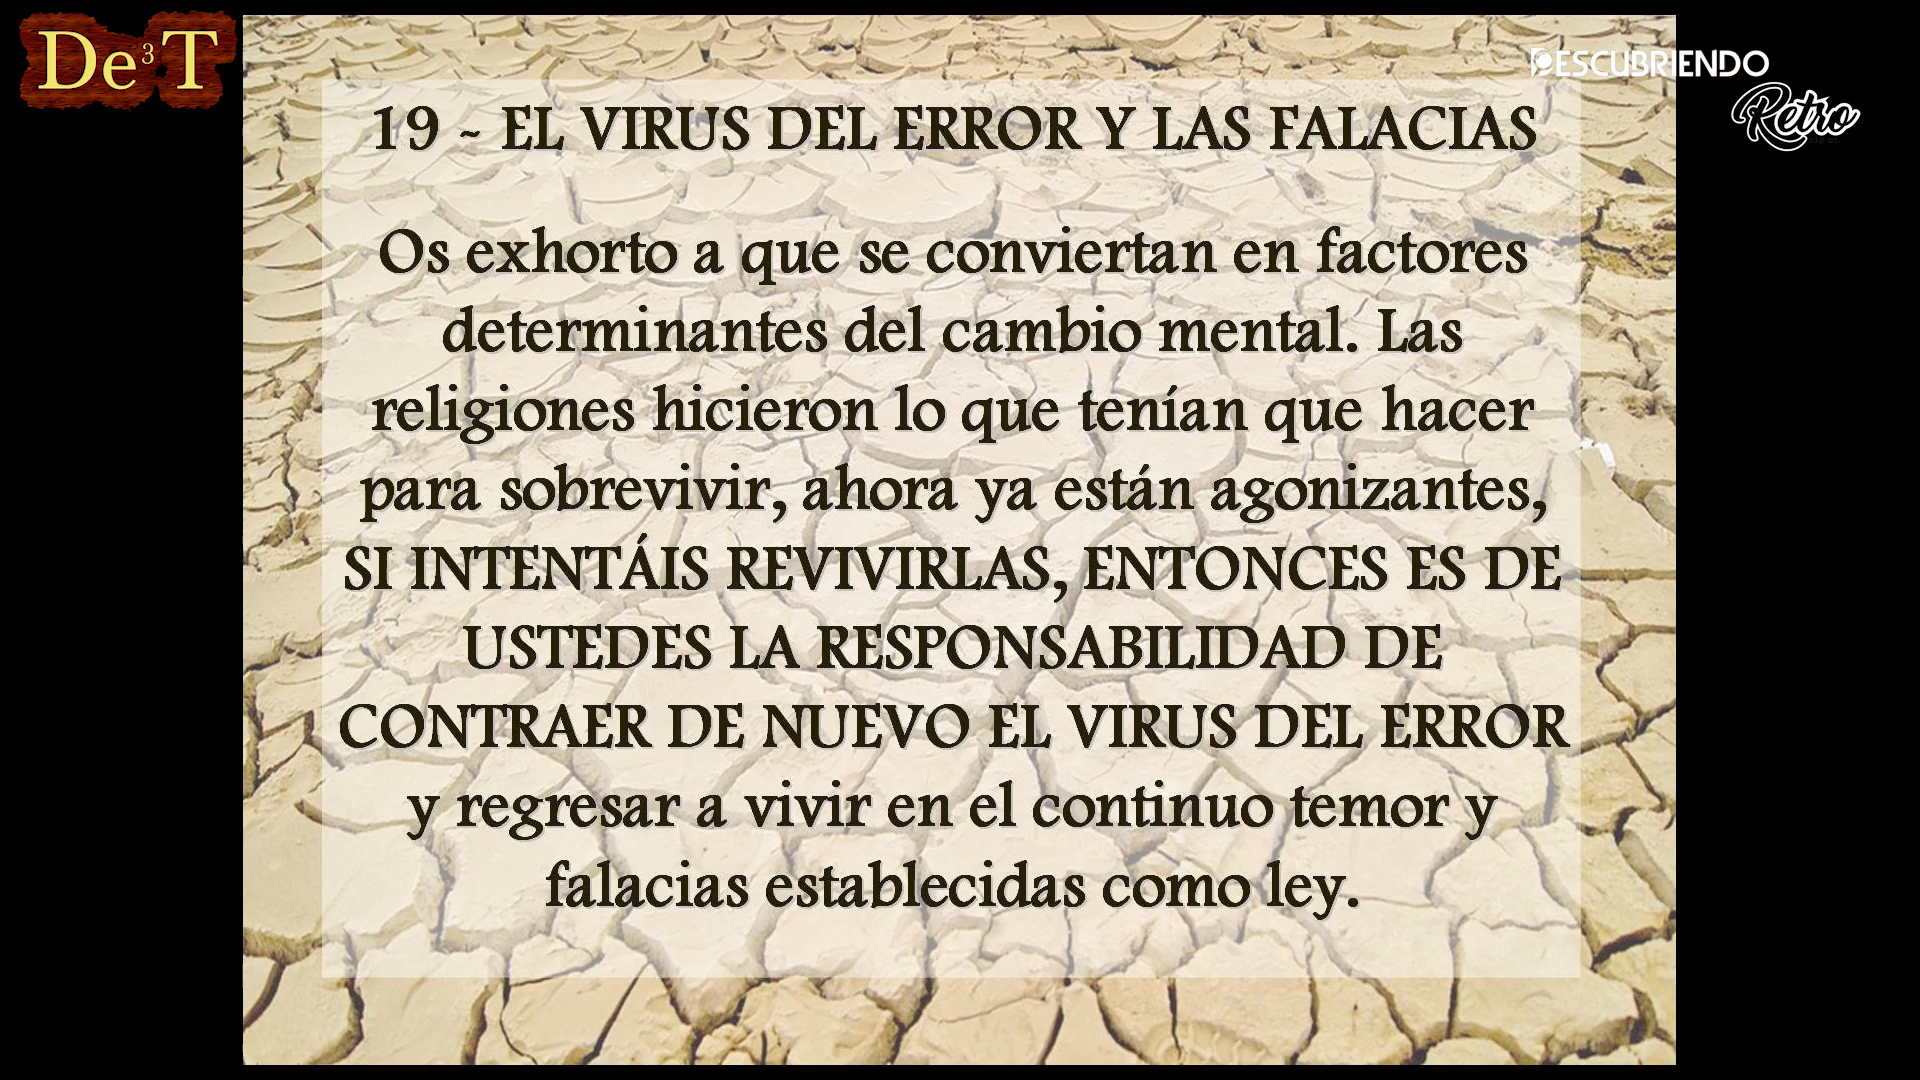 De³T
DESCUBRIENDO
Retro
19 - EL VIRUS DEL ERROR Y LAS FALACIAS
Os exhorto a que se conviertan en factores
determinantes del cambio mental. Las
religiones hicieron lo que tenían que hacer
para sobrevivir, ahora ya están agonizantes,
SI INTENTÁIS REVIVIRLAS, ENTONCES ES DE
USTEDES LA RESPONSABILIDAD DE
CONTRAER DE NUEVO EL VIRUS DEL ERROR
y regresar a vivir en el continuo temor y
falacias establecidas como ley.